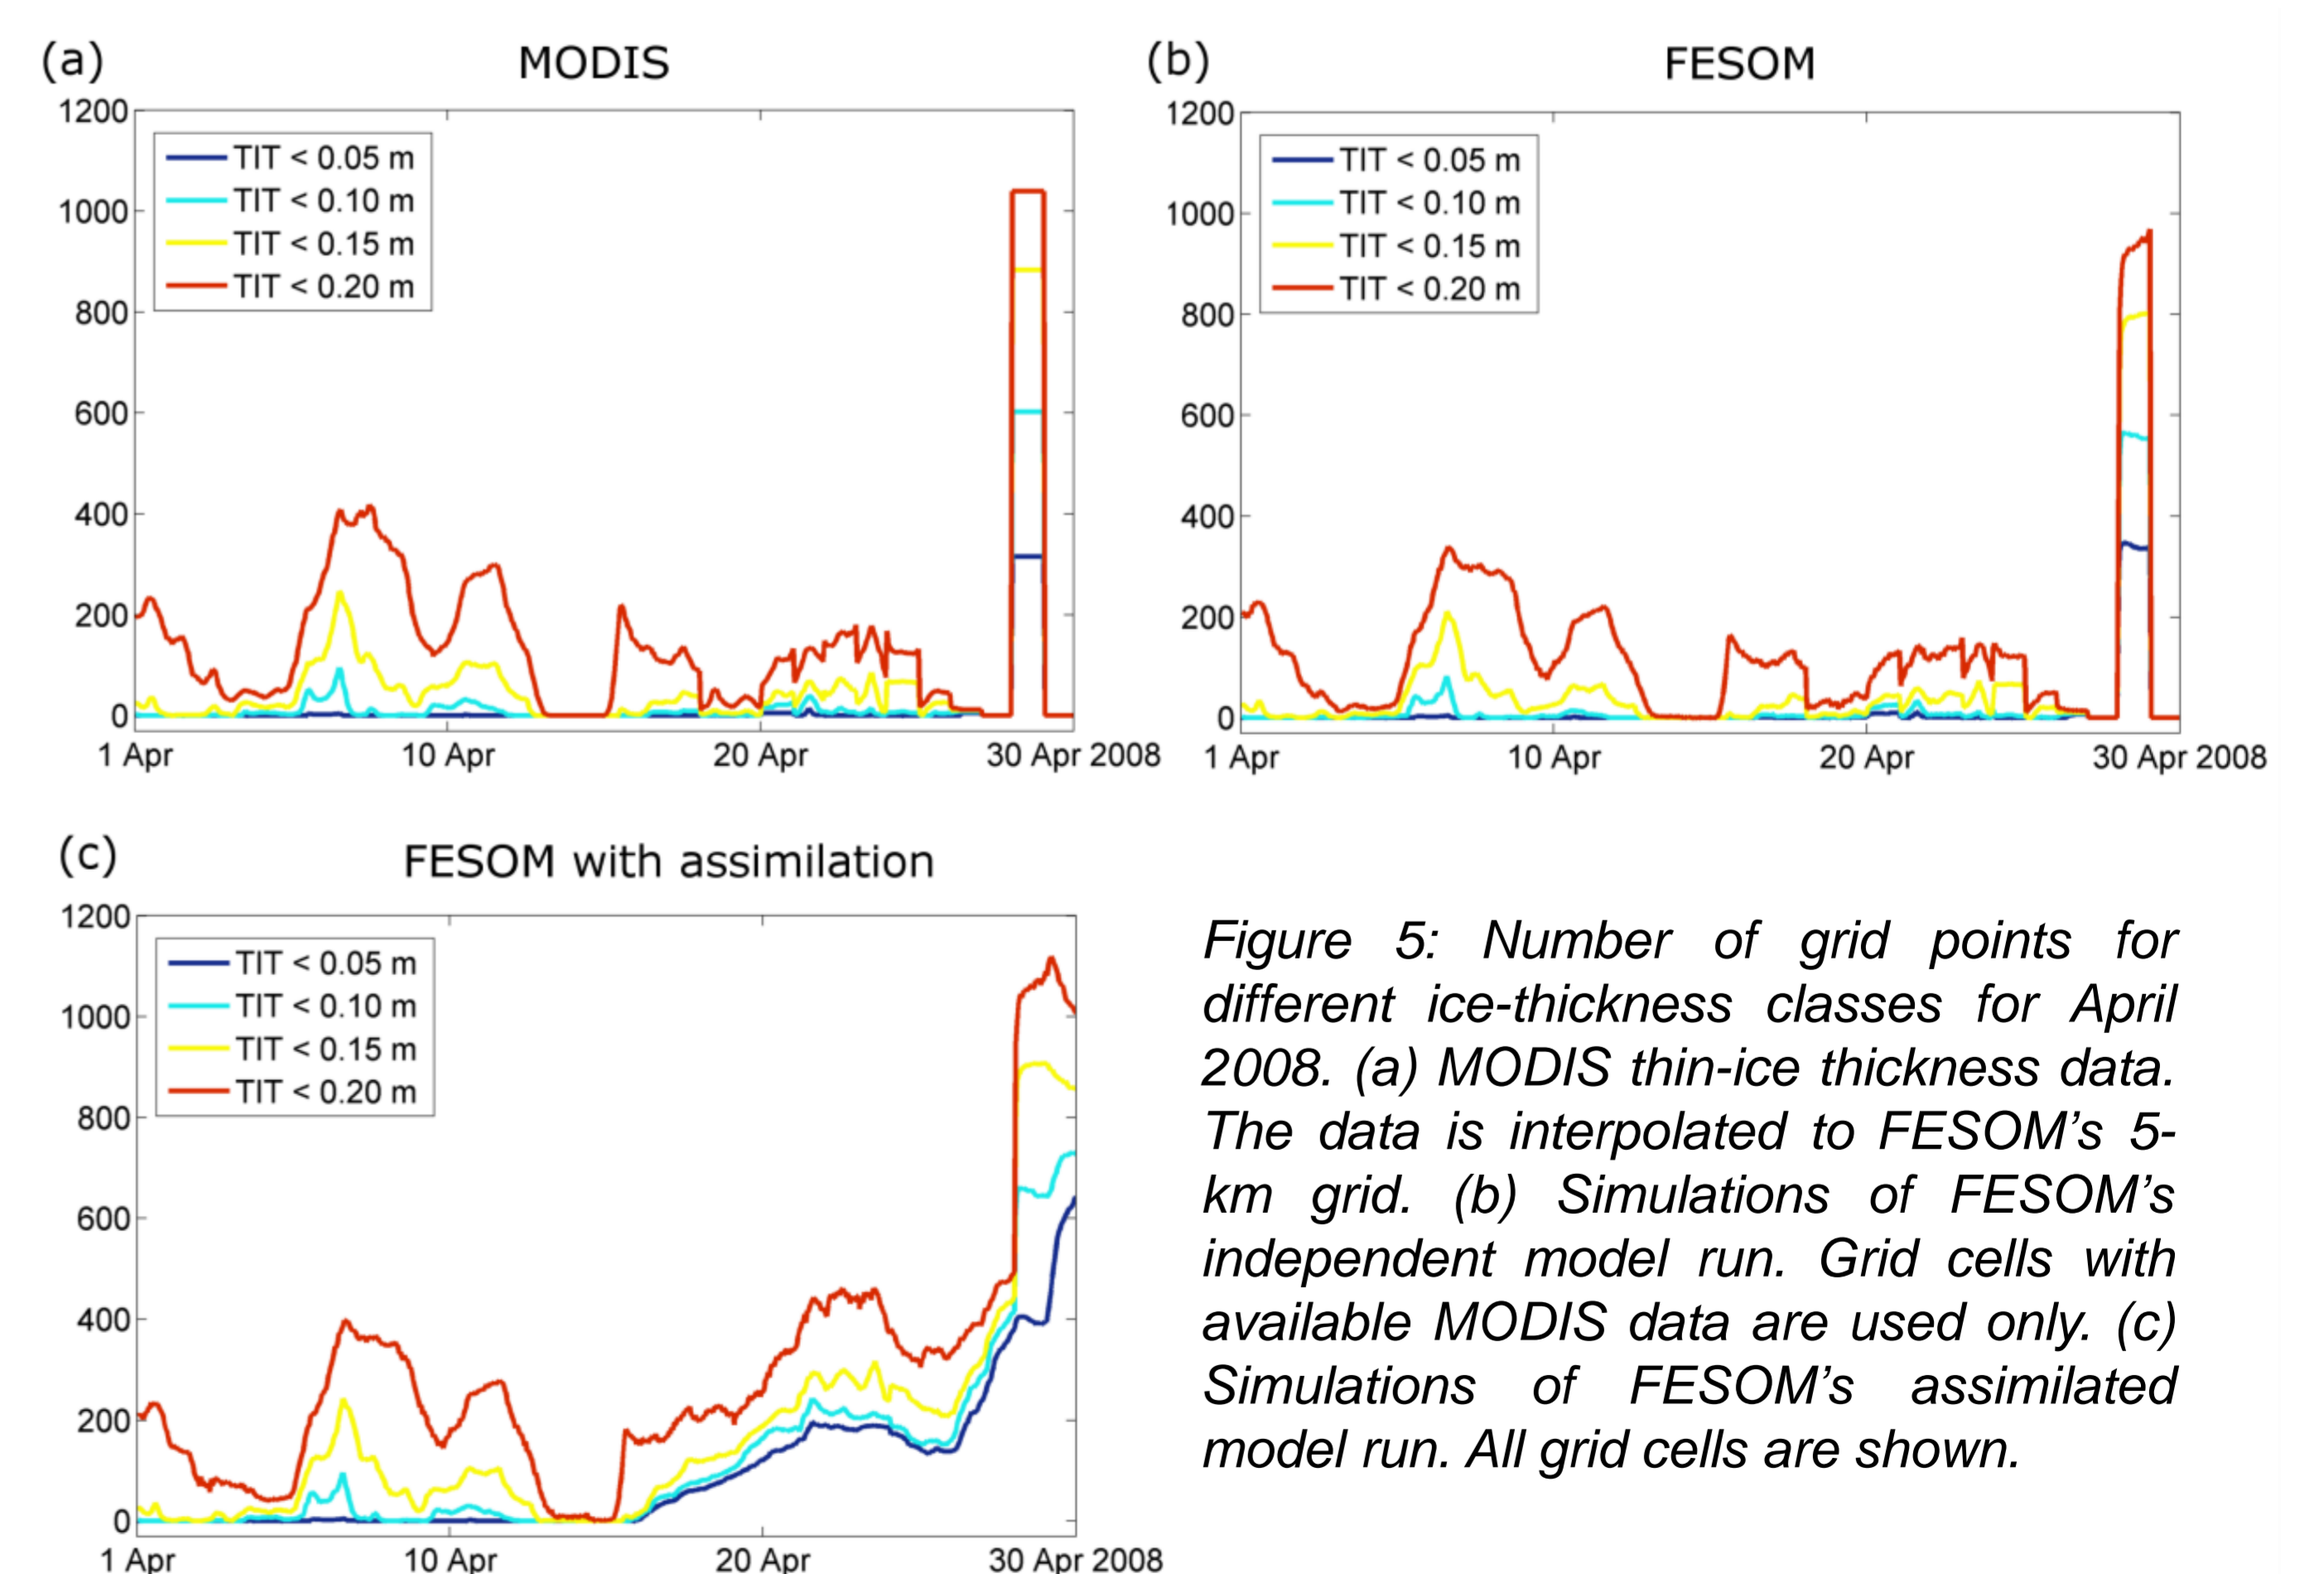 (a)
MODIS
1200
1000
800
600
400
200
0
TIT < 0.05 m
TIT < 0.10 m
TIT < 0.15 m
TIT < 0.20 m
1 Apr
10 Apr
20 Apr
30 Apr 2008
(b)
FESOM
1200
1000
800
600
400
200
0
TIT < 0.05 m
TIT < 0.10 m
TIT < 0.15 m
TIT < 0.20 m
1 Apr
10 Apr
20 Apr
30 Apr 2008
(c)
FESOM with assimilation
1200
1000
800
600
400
200
0
TIT < 0.05 m
TIT < 0.10 m
TIT < 0.15 m
TIT < 0.20 m
1 Apr
10 Apr
20 Apr
30 Apr 2008
Figure 5: Number of grid points for
different ice-thickness classes for April
2008. (a) MODIS thin-ice thickness data.
The data is interpolated to FESOM’s 5-
km grid. (b) Simulations of FESOM’s
independent model run. Grid cells with
available MODIS data are used only. (c)
Simulations of FESOM’s assimilated
model run. All grid cells are shown.